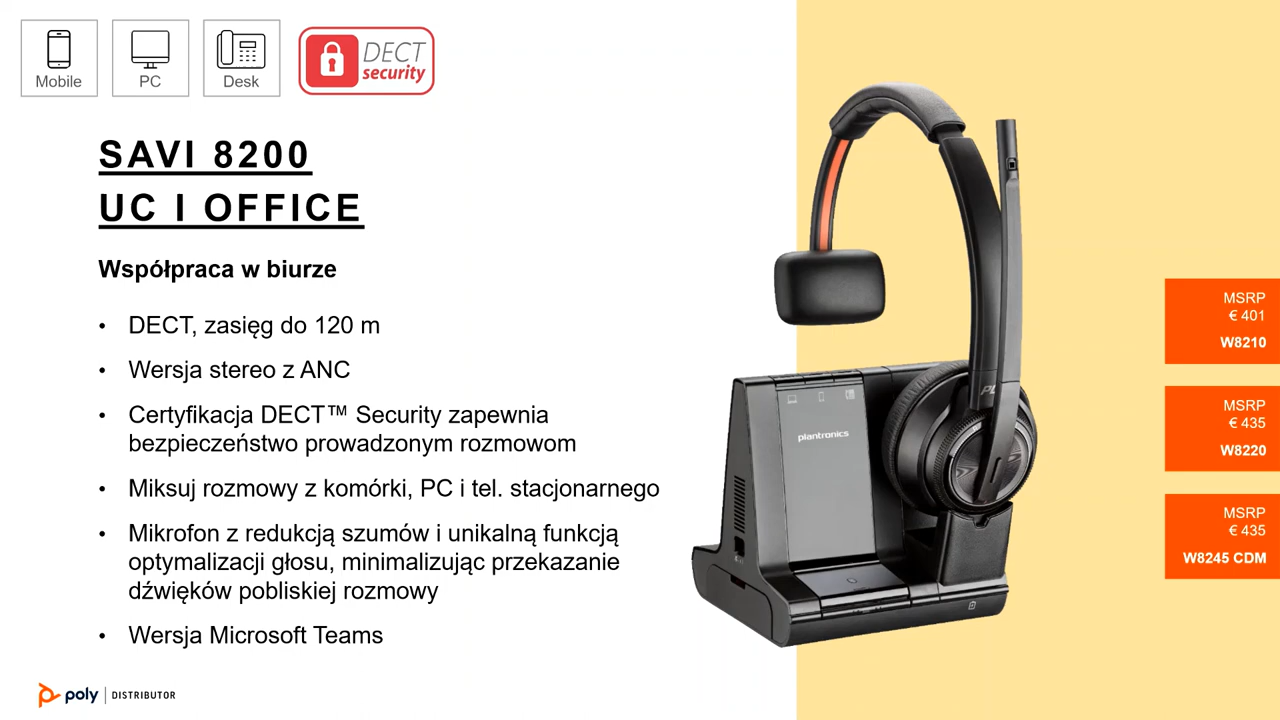 Mobile
PC
Desk
DECT
security
SAVI 8200
UC I OFFICE
Współpraca w biurze
• DECT, zasięg do 120 m
• Wersja stereo z ANC
• Certyfikacja DECT™ Security zapewnia
bezpieczeństwo prowadzonym rozmowom
• Miksuj rozmowy z komórki, PC i tel. stacjonarnego
• Mikrofon z redukcją szumów i unikalną funkcją
optymalizacji głosu, minimalizując przekazanie
dźwięków pobliskiej rozmowy
• Wersja Microsoft Teams
plantronics
MSRP
€ 401
W8210
MSRP
€ 435
W8220
MSRP
€ 435
W8245 CDM
poly | DISTRIBUTOR